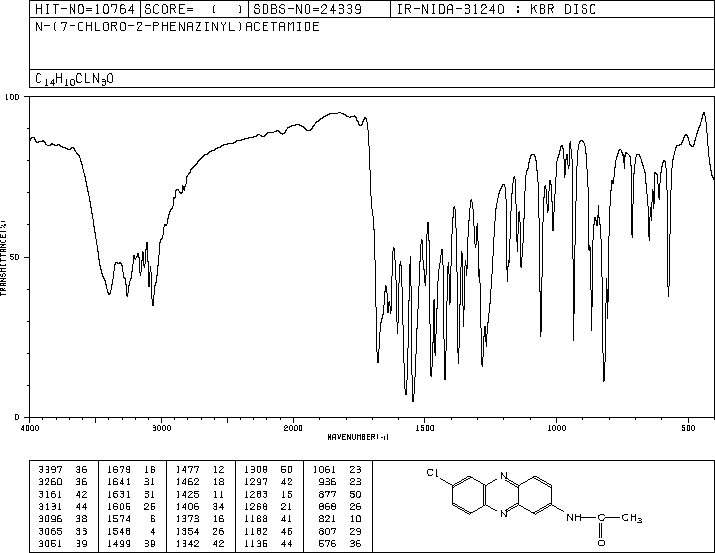 HIT-NO=10764 SCORE= ( ) SDBS-NO=24339 IR-NIDA-31240 : KBR DISC
N-(7-CHLORO-2-PHENAZINYL)ACETAMIDE
C14H10CLN3O
100
50
0
TRANSMITTANCE(%)
4000 3000 2000 1500 1000 500
WAVENUMBER(-1)
3397 36 1679 16 1477 12 1308 50 1061 23
3260 36 1641 31 1462 18 1297 42 936 23
3161 42 1631 31 1425 11 1283 15 877 50
3131 44 1605 25 1406 34 1268 21 868 26
3096 38 1574 6 1373 16 1188 41 821 10
3065 33 1548 4 1354 26 1182 46 807 29
3061 39 1499 39 1342 42 1136 44 576 36
Cl
N
N
NH C CH3
O